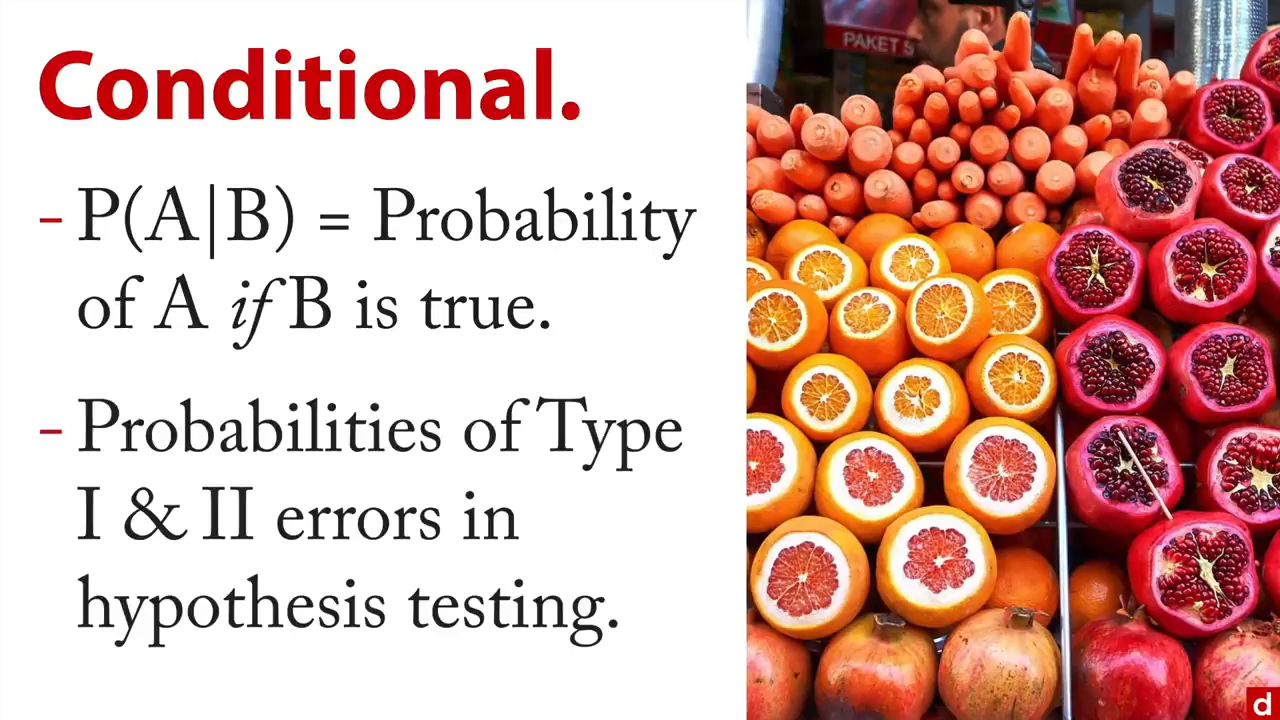 Conditional.
- P(A|B) = Probability
of A if B is true.
- Probabilities of Type
I & II errors in
hypothesis testing.
PAKET S
d